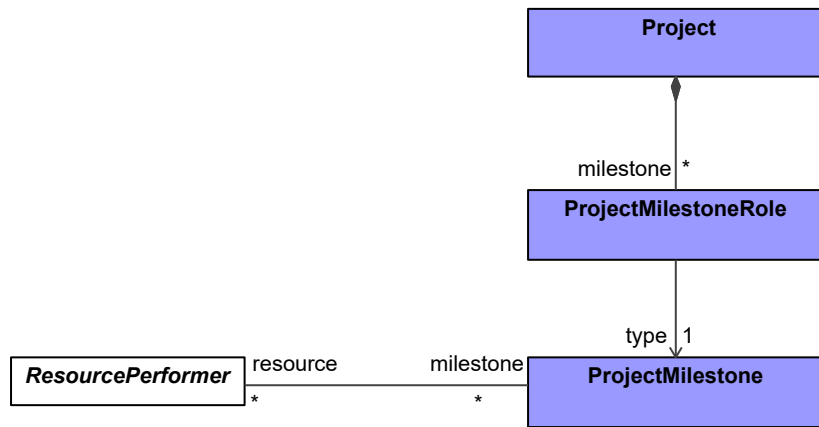 Project
milestone *
ProjectMilestoneRole
type 1
resource milestone
ResourcePerformer
ProjectMilestone
* *